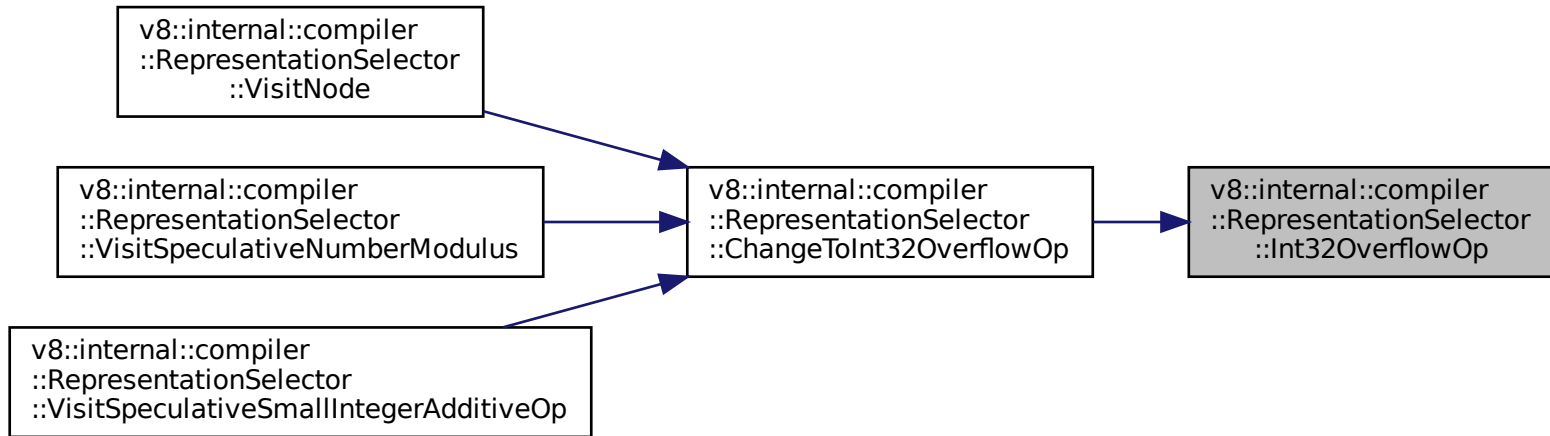 v8::internal::compiler
::RepresentationSelector
::VisitNode
v8::internal::compiler
::RepresentationSelector
::VisitSpeculativeNumberModulus
v8::internal::compiler
::RepresentationSelector
::VisitSpeculativeSmallIntegerAdditiveOp
v8::internal::compiler
::RepresentationSelector
::ChangeToInt32OverflowOp
v8::internal::compiler
::RepresentationSelector
::Int32OverflowOp